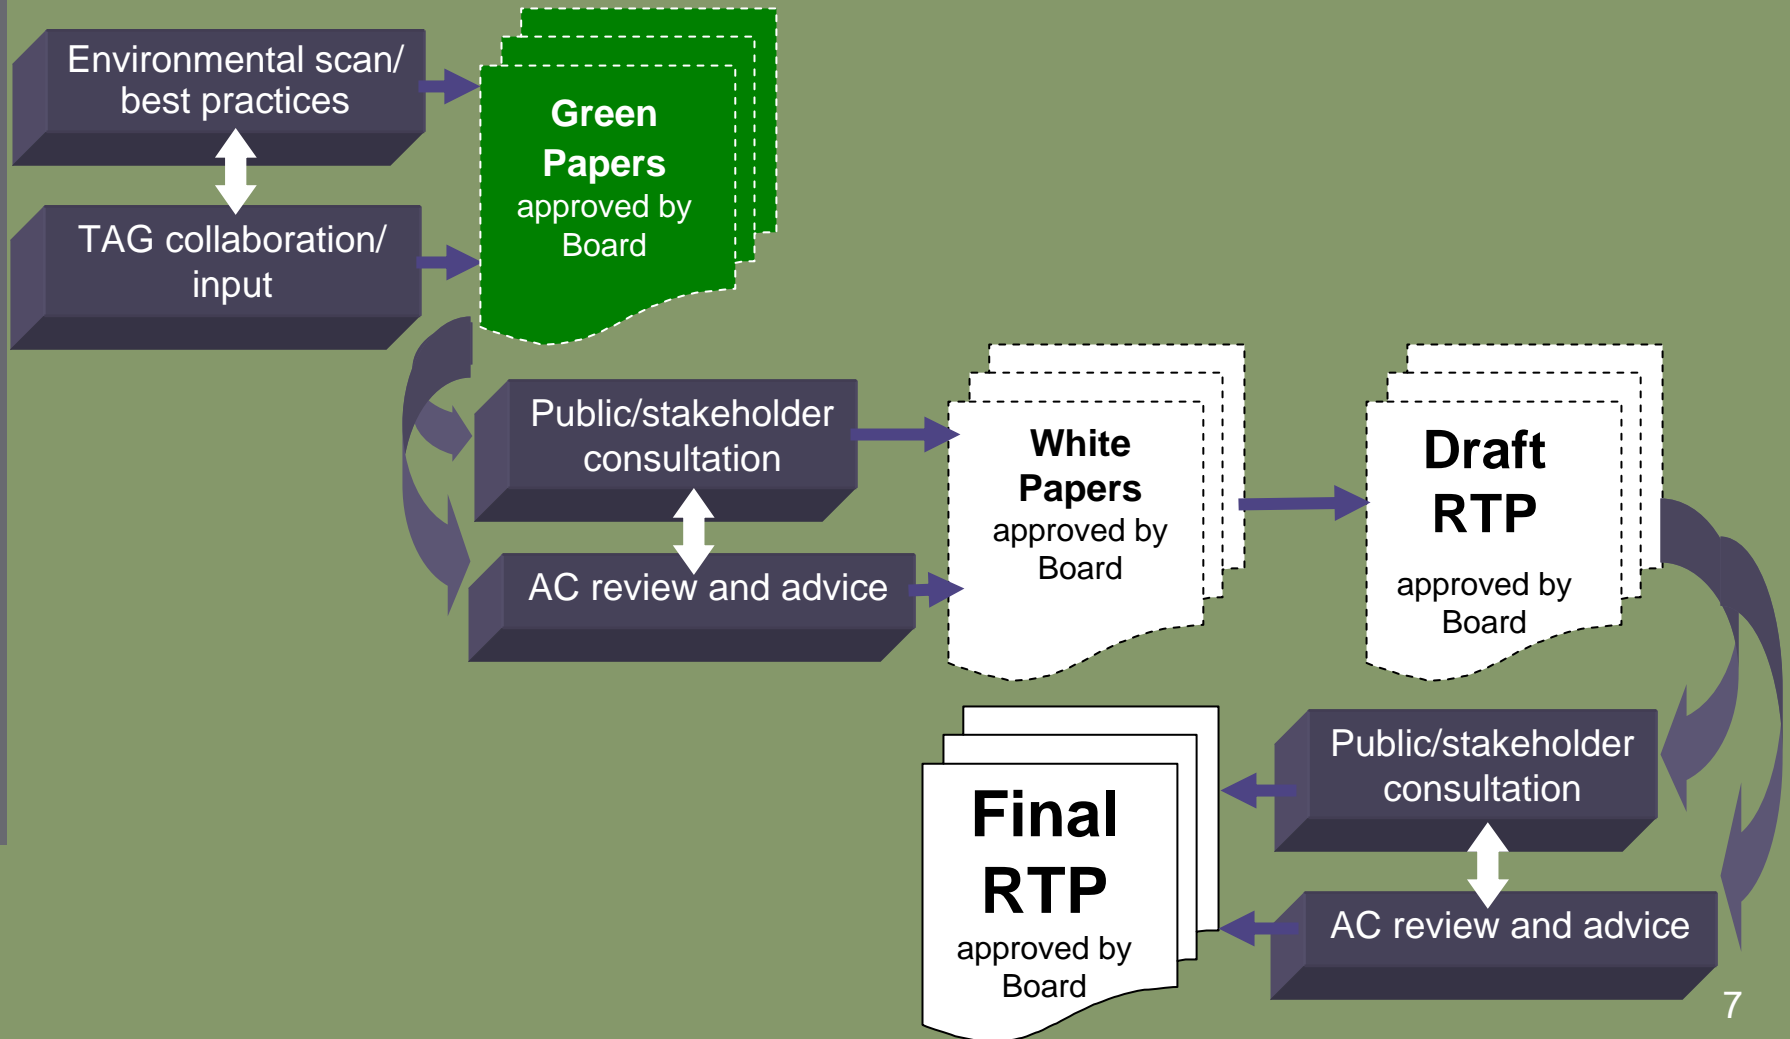 Environmental scan/
best practices
Green
Papers
approved by
Board
TAG collaboration/
input
Public/stakeholder
consultation
AC review and advice
White
Papers
approved by
Board
Draft
RTP
approved by
Board
Public/stakeholder
consultation
AC review and advice
Final
RTP
approved by
Board
7